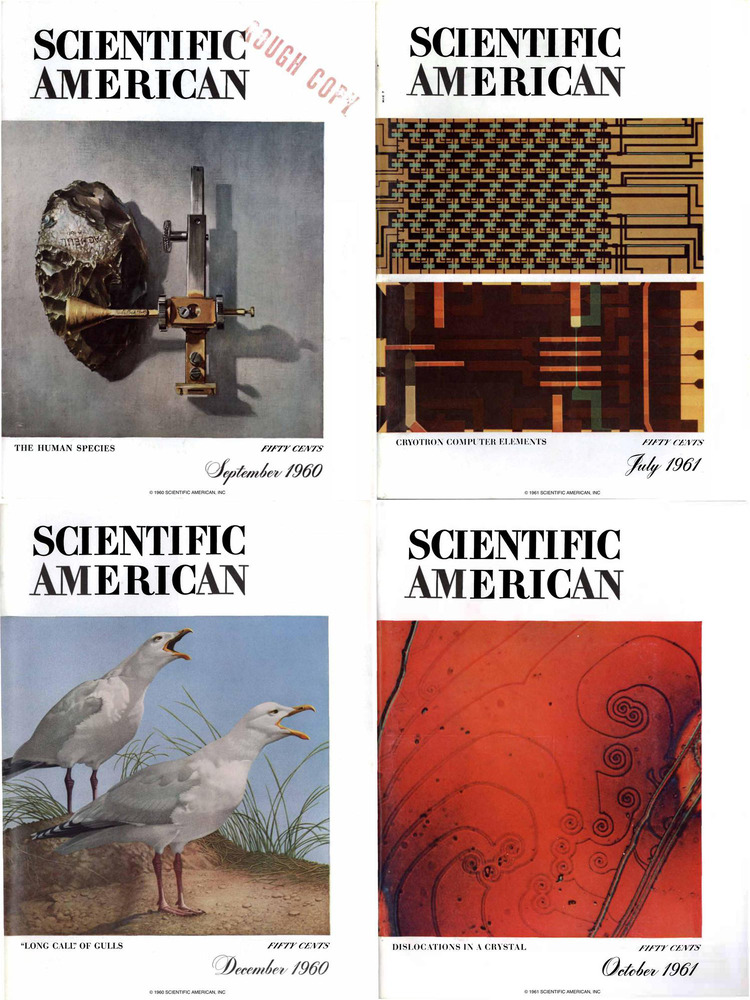 SCIENTIFIC
AMERICAN
ROUGH COPY
THE HUMAN SPECIES
FIFTY CENTS
September 1960
© 1960 SCIENTIFIC AMERICAN, INC
SCIENTIFIC
AMERICAN
CRYOTRON COMPUTER ELEMENTS
FIFTY CENTS
July 1961
© 1961 SCIENTIFIC AMERICAN, INC
SCIENTIFIC
AMERICAN
"LONG CALL" OF GULLS
FIFTY CENTS
December 1960
© 1960 SCIENTIFIC AMERICAN, INC
SCIENTIFIC
AMERICAN
DISLOCATIONS IN A CRYSTAL
FIFTY CENTS
October 1961
© 1961 SCIENTIFIC AMERICAN, INC